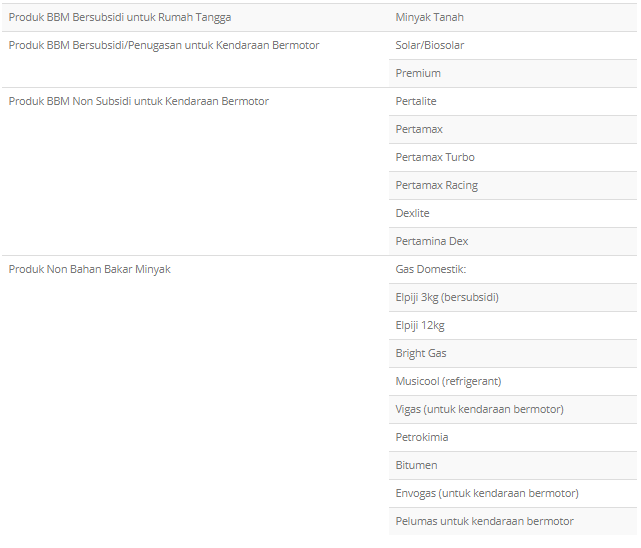 Produk BBM Bersubsidi untuk Rumah Tangga Minyak Tanah
Produk BBM Bersubsidi/Penugasan untuk Kendaraan Bermotor Solar/Biosolar
Premium
Produk BBM Non Subsidi untuk Kendaraan Bermotor Pertalite
Pertamax
Pertamax Turbo
Pertamax Racing
Dexlite
Pertamina Dex
Produk Non Bahan Bakar Minyak Gas Domestik:
Elpiji 3kg (bersubsidi)
Elpiji 12kg
Bright Gas
Musicool (refrigerant)
Vigas (untuk kendaraan bermotor)
Petrokimia
Bitumen
Envogas (untuk kendaraan bermotor)
Pelumas untuk kendaraan bermotor